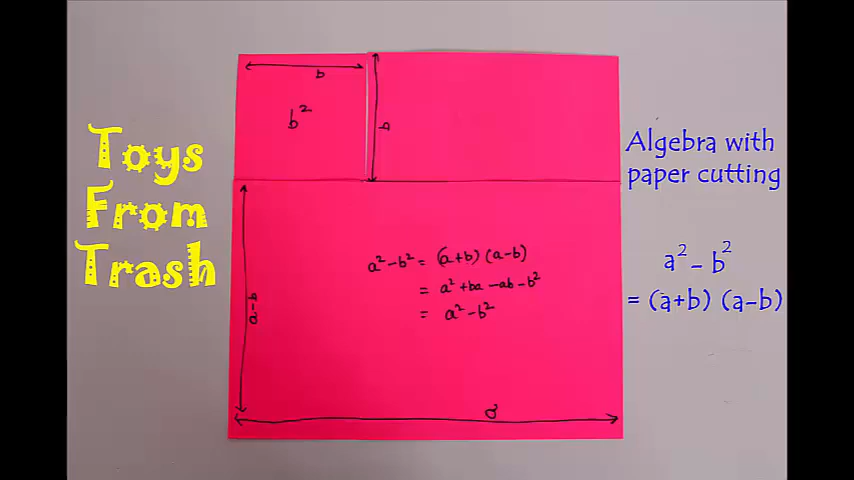 Toys
From
Trash
b
b²
b
a-b
a² - b² = (a+b) (a-b)
= a² + ba - ab - b²
= a² - b²
a
Algebra with
paper cutting
a² - b²
= (a+b) (a-b)